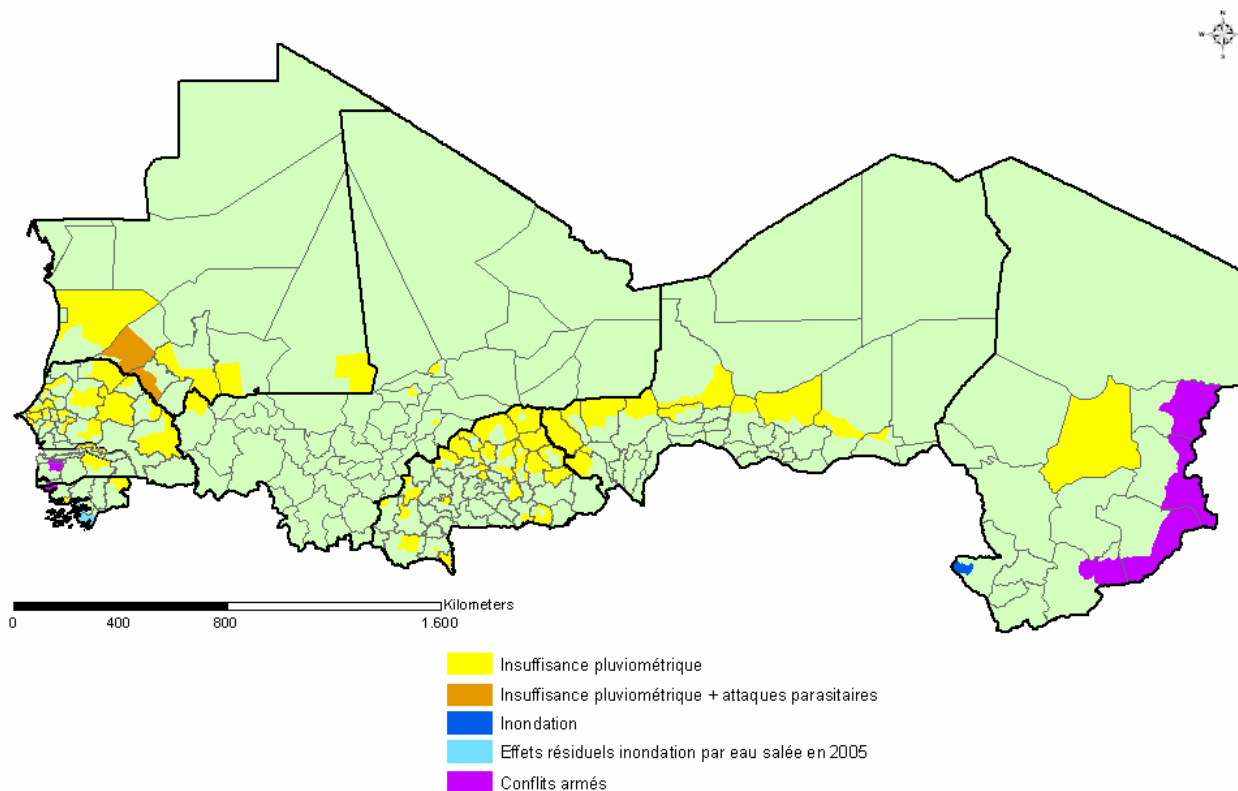 N
W
S
Kilometers
0 400 800 1.600
Insuffisance pluviométrique
Insuffisance pluviométrique + attaques parasitaires
Inondation
Effets résiduels inondation par eau salée en 2005
Conflits armés